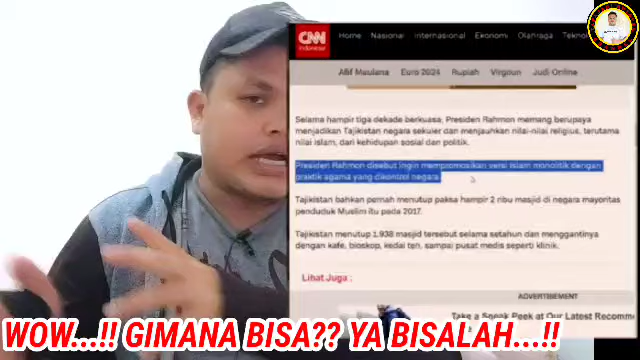 CNN
Indonesia
Home Nasional Internasional Ekonomi Olahraga Teknol
Afif Maulana Euro 2024 Rupiah Virgoun Judi Online
Selama hampir tiga dekade berkuasa, Presiden Rahmon memang berupaya
menjadikan Tajikistan negara sekuler dan menjauhkan nilai-nilai religius, terutama
nilai Islam, dari kehidupan sosial dan politik.
Presiden Rahmon disebut ingin mempromosikan versi Islam monolitik dengan
praktik agama yang dikontrol negara.
Tajikistan bahkan pernah menutup paksa hampir 2 ribu masjid di negara mayoritas
penduduk Muslim itu pada 2017.
Tajikistan menutup 1.938 masjid tersebut selama setahun dan menggantinya
dengan kafe, bioskop, kedai teh, sampai pusat medis seperti klinik.
Lihat Juga :
ADVERTISEMENT
Take a Sneak Peek at Our Latest Recomme
WOW...!! GIMANA BISA?? YA BISALAH...!!